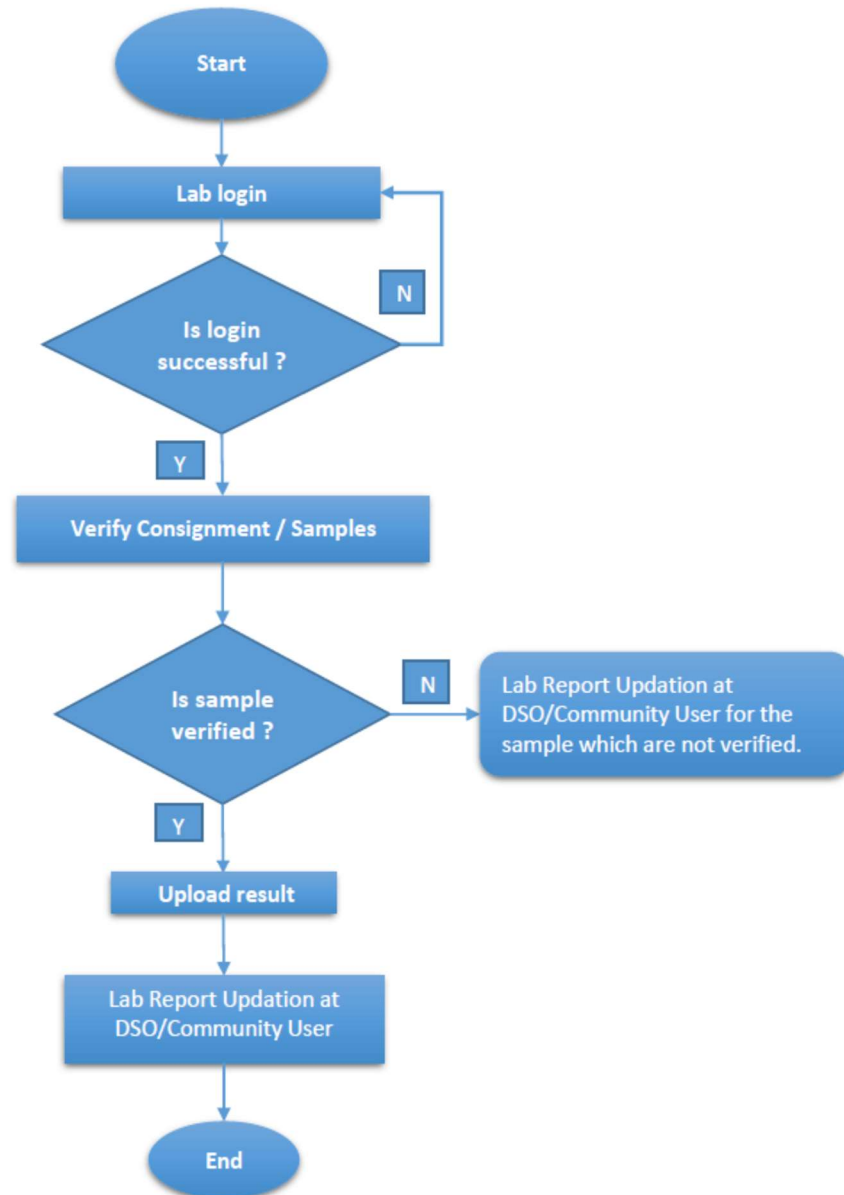 Start
Lab login
N
Is login
successful ?
Y
Verify Consignment / Samples
Is sample
verified ?
N
Lab Report Updation at
DSO/Community User for the
sample which are not verified.
Y
Upload result
Lab Report Updation at
DSO/Community User
End